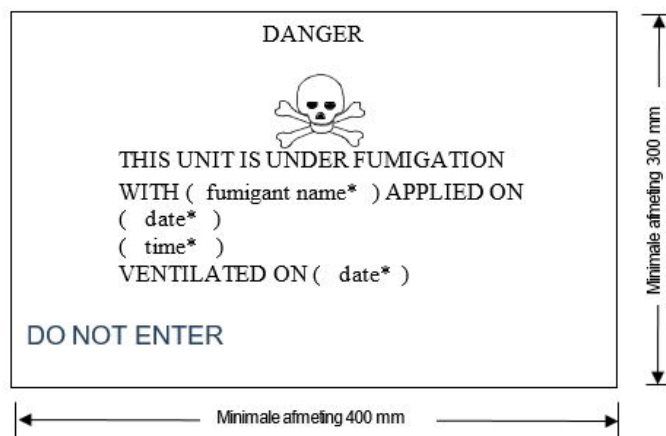 DANGER
THIS UNIT IS UNDER FUMIGATION
WITH ( fumigant name* ) APPLIED ON
( date* )
( time* )
VENTILATED ON ( date* )
DO NOT ENTER
Minimale afmeting 300 mm
Minimale afmeting 400 mm